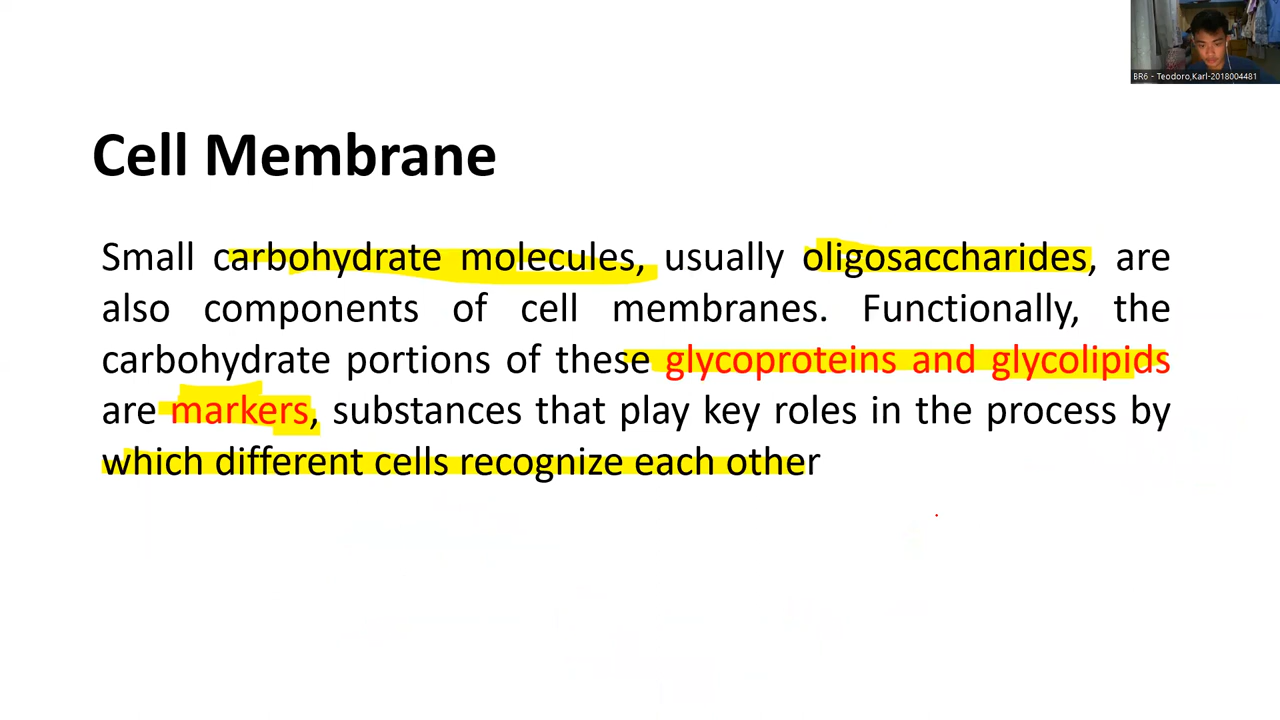 BR6 - Teodoro,Karl-2018004481
Cell Membrane
Small carbohydrate molecules, usually oligosaccharides, are
also components of cell membranes. Functionally, the
carbohydrate portions of these glycoproteins and glycolipids
are markers, substances that play key roles in the process by
which different cells recognize each other